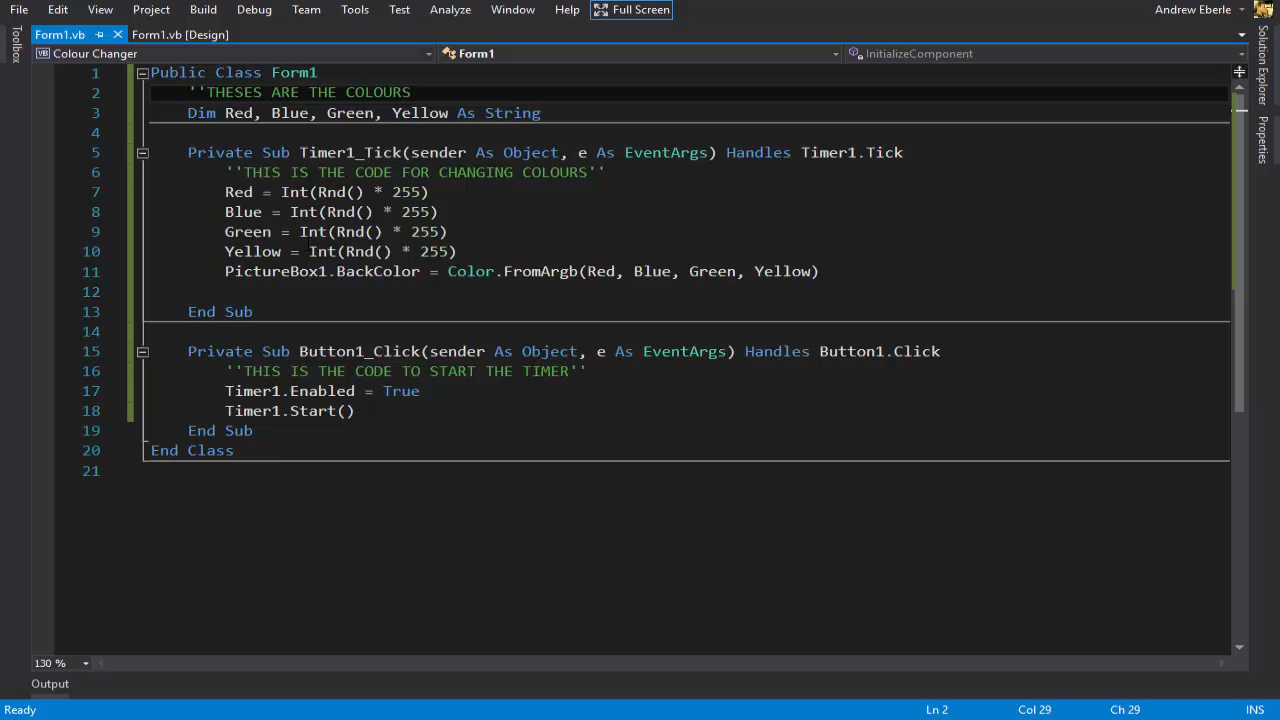 File Edit View Project Build Debug Team Tools Test Analyze Window Help Full Screen Andrew Eberle
Form1.vb Form1.vb [Design]
Toolbox
VB Colour Changer Form1 InitializeComponent
Solution Explorer
Properties
1 Public Class Form1
2 ''THESES ARE THE COLOURS
3 Dim Red, Blue, Green, Yellow As String
4
5 Private Sub Timer1_Tick(sender As Object, e As EventArgs) Handles Timer1.Tick
6 ''THIS IS THE CODE FOR CHANGING COLOURS''
7 Red = Int(Rnd() * 255)
8 Blue = Int(Rnd() * 255)
9 Green = Int(Rnd() * 255)
10 Yellow = Int(Rnd() * 255)
11 PictureBox1.BackColor = Color.FromArgb(Red, Blue, Green, Yellow)
12
13 End Sub
14
15 Private Sub Button1_Click(sender As Object, e As EventArgs) Handles Button1.Click
16 ''THIS IS THE CODE TO START THE TIMER''
17 Timer1.Enabled = True
18 Timer1.Start()
19 End Sub
20 End Class
21
130 %
Output
Ready Ln 2 Col 29 Ch 29 INS